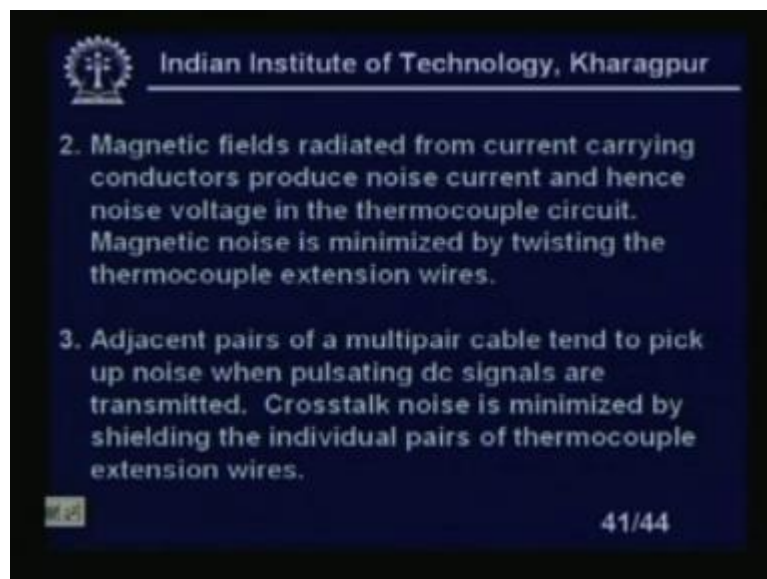 Indian Institute of Technology, Kharagpur
2. Magnetic fields radiated from current carrying
conductors produce noise current and hence
noise voltage in the thermocouple circuit.
Magnetic noise is minimized by twisting the
thermocouple extension wires.
3. Adjacent pairs of a multipair cable tend to pick
up noise when pulsating dc signals are
transmitted. Crosstalk noise is minimized by
shielding the individual pairs of thermocouple
extension wires.
41/44